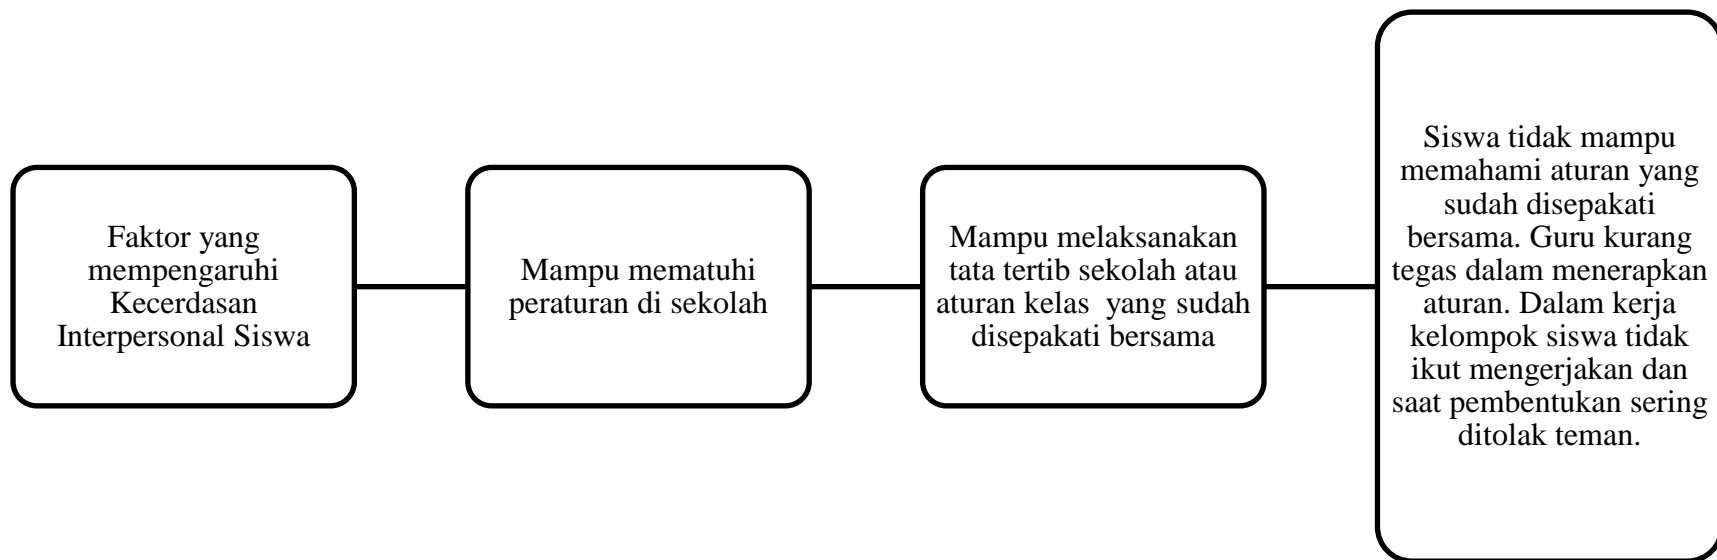 Faktor yang
mempengaruhi
Kecerdasan
Interpersonal Siswa
Mampu mematuhi
peraturan di sekolah
Mampu melaksanakan
tata tertib sekolah atau
aturan kelas  yang sudah
disepakati bersama
Siswa tidak mampu
memahami aturan yang
sudah disepakati
bersama. Guru kurang
tegas dalam menerapkan
aturan. Dalam kerja
kelompok siswa tidak
ikut mengerjakan dan
saat pembentukan sering
ditolak teman.